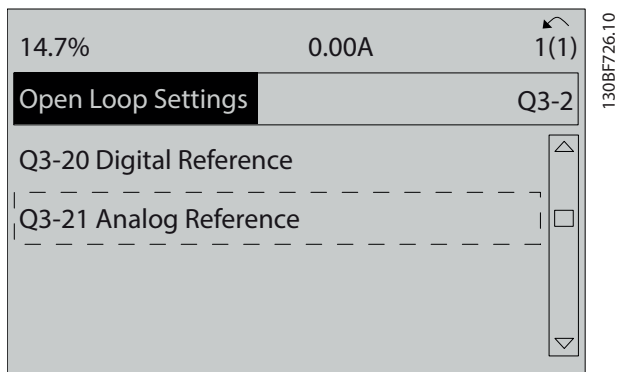 14.7% 0.00A 1(1)
Open Loop Settings Q3-2
Q3-20 Digital Reference
Q3-21 Analog Reference
130BF726.10